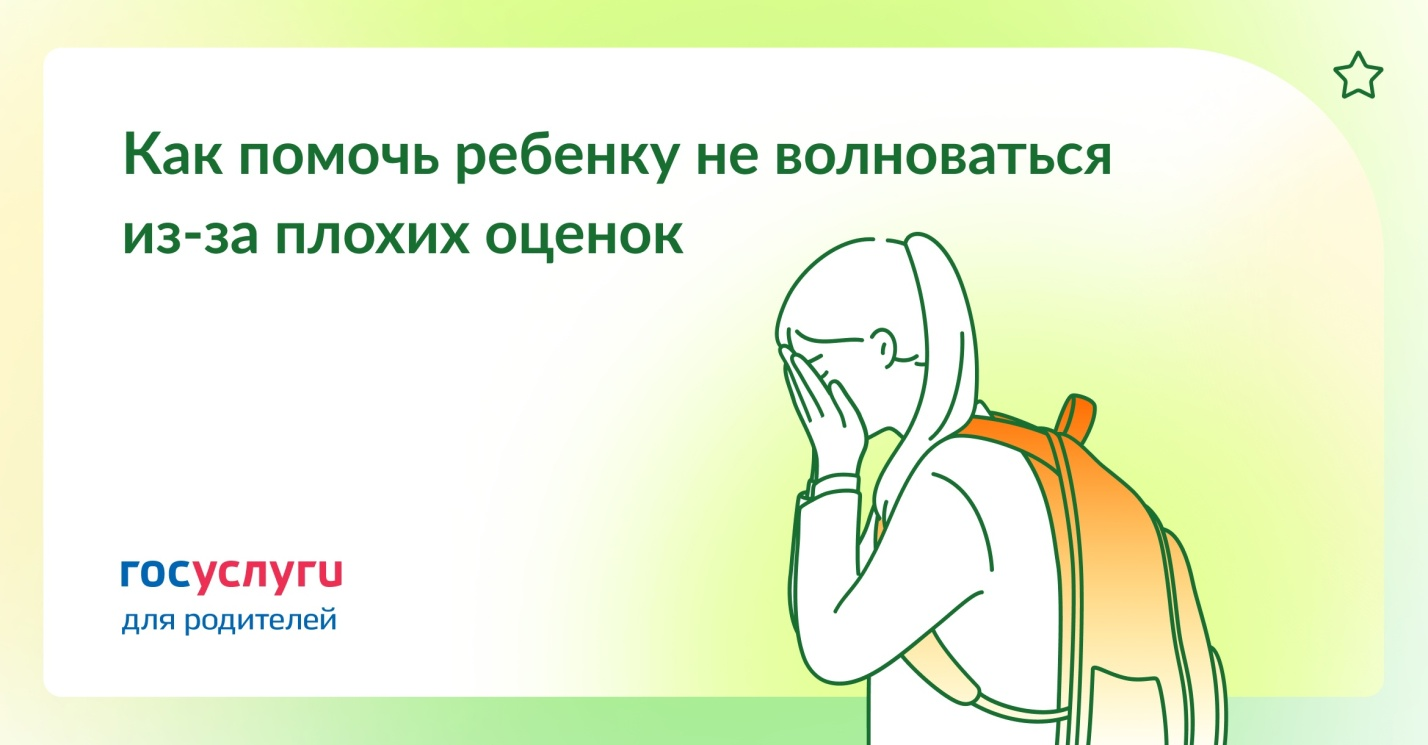 Как помочь ребенку не волноваться
из-за плохих оценок
госуслуги
для родителей